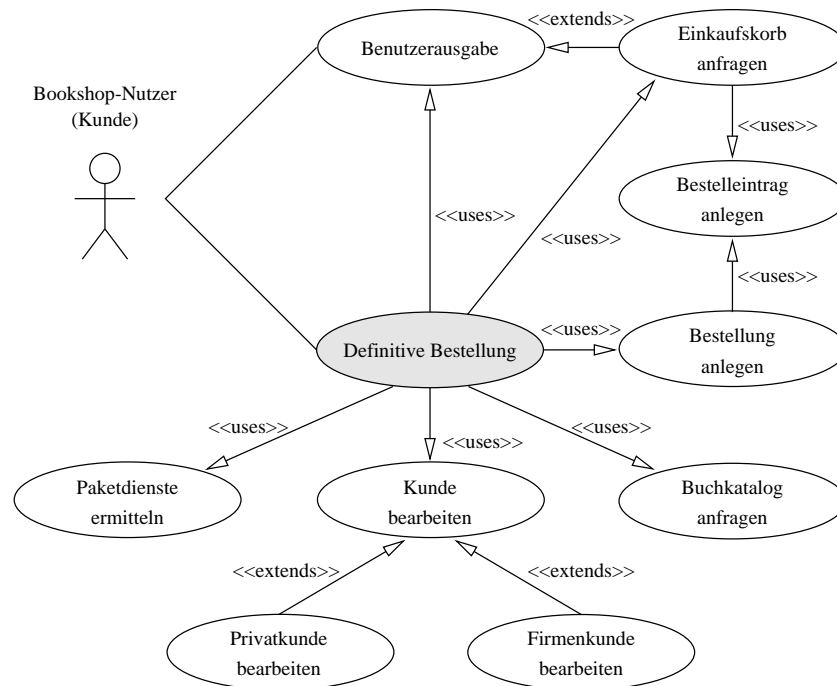 <<extends>>
Benutzerausgabe
Einkaufskorb
anfragen
Bookshop-Nutzer
(Kunde)
<<uses>>
Bestelleintrag
anlegen
<<uses>>
<<uses>>
<<uses>>
Definitive Bestellung
<<uses>>
Bestellung
anlegen
<<uses>>
<<uses>>
<<uses>>
Paketdienste
ermitteln
Kunde
bearbeiten
Buchkatalog
anfragen
<<extends>>
<<extends>>
Privatkunde
bearbeiten
Firmenkunde
bearbeiten